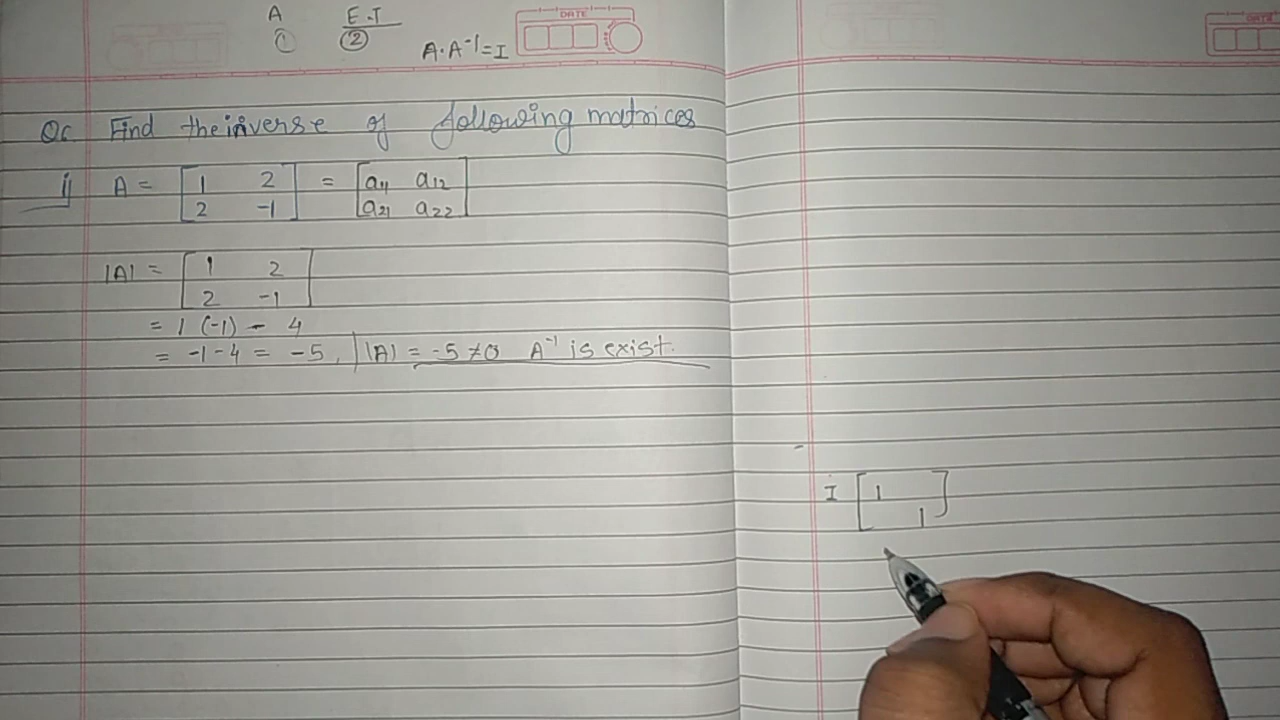 A E.T
① ②
A·A⁻¹=I
DATE
DATE
Qc Find the inverse of following matrices
i) A = [1 2 = [a11 a12
2 -1] a21 a22]
|A| = [1 2
2 -1]
= 1 (-1) - 4
= -1-4 = -5, |A| = -5 ≠0 A⁻¹ is exist.
I [1
1]